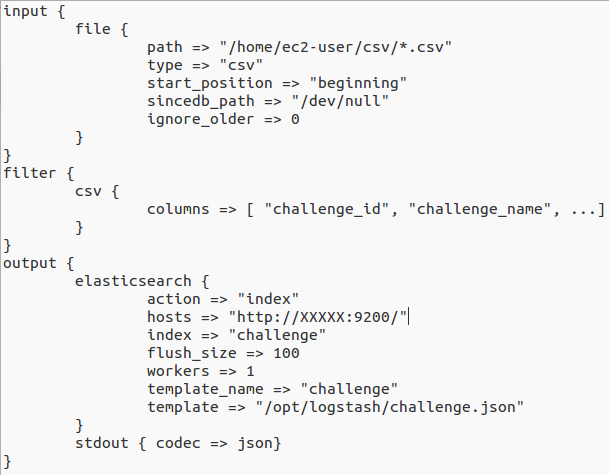 input {
        file {
                path => "/home/ec2-user/csv/*.csv"
                type => "csv"
                start_position => "beginning"
                sincedb_path => "/dev/null"
                ignore_older => 0
        }
}
filter {
        csv {
                columns => [ "challenge_id", "challenge_name", ...]
        }
}
output {
        elasticsearch {
                action => "index"
                hosts => "http://XXXXX:9200/"
                index => "challenge"
                flush_size => 100
                workers => 1
                template_name => "challenge"
                template => "/opt/logstash/challenge.json"
        }
        stdout { codec => json}
}